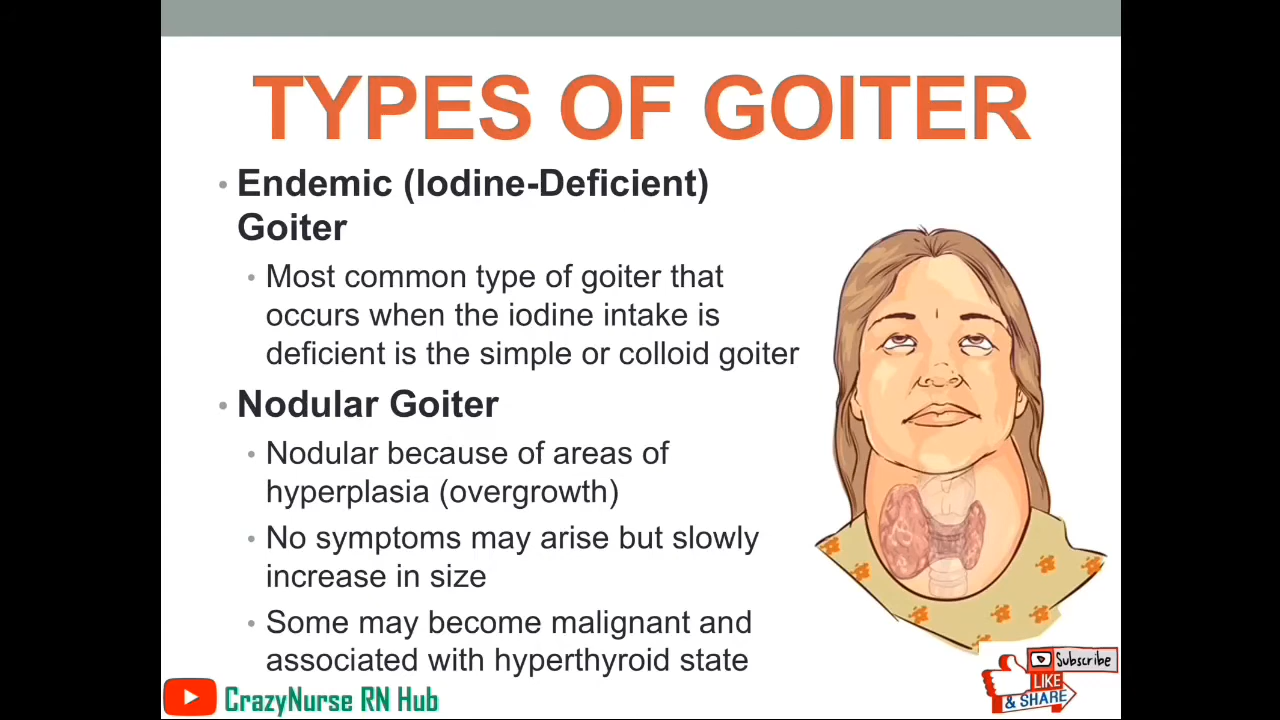 TYPES OF GOITER
• Endemic (Iodine-Deficient)
Goiter
• Most common type of goiter that
occurs when the iodine intake is
deficient is the simple or colloid goiter
• Nodular Goiter
• Nodular because of areas of
hyperplasia (overgrowth)
• No symptoms may arise but slowly
increase in size
• Some may become malignant and
associated with hyperthyroid state
CrazyNurse RN Hub
Subscribe
LIKE
& SHARE